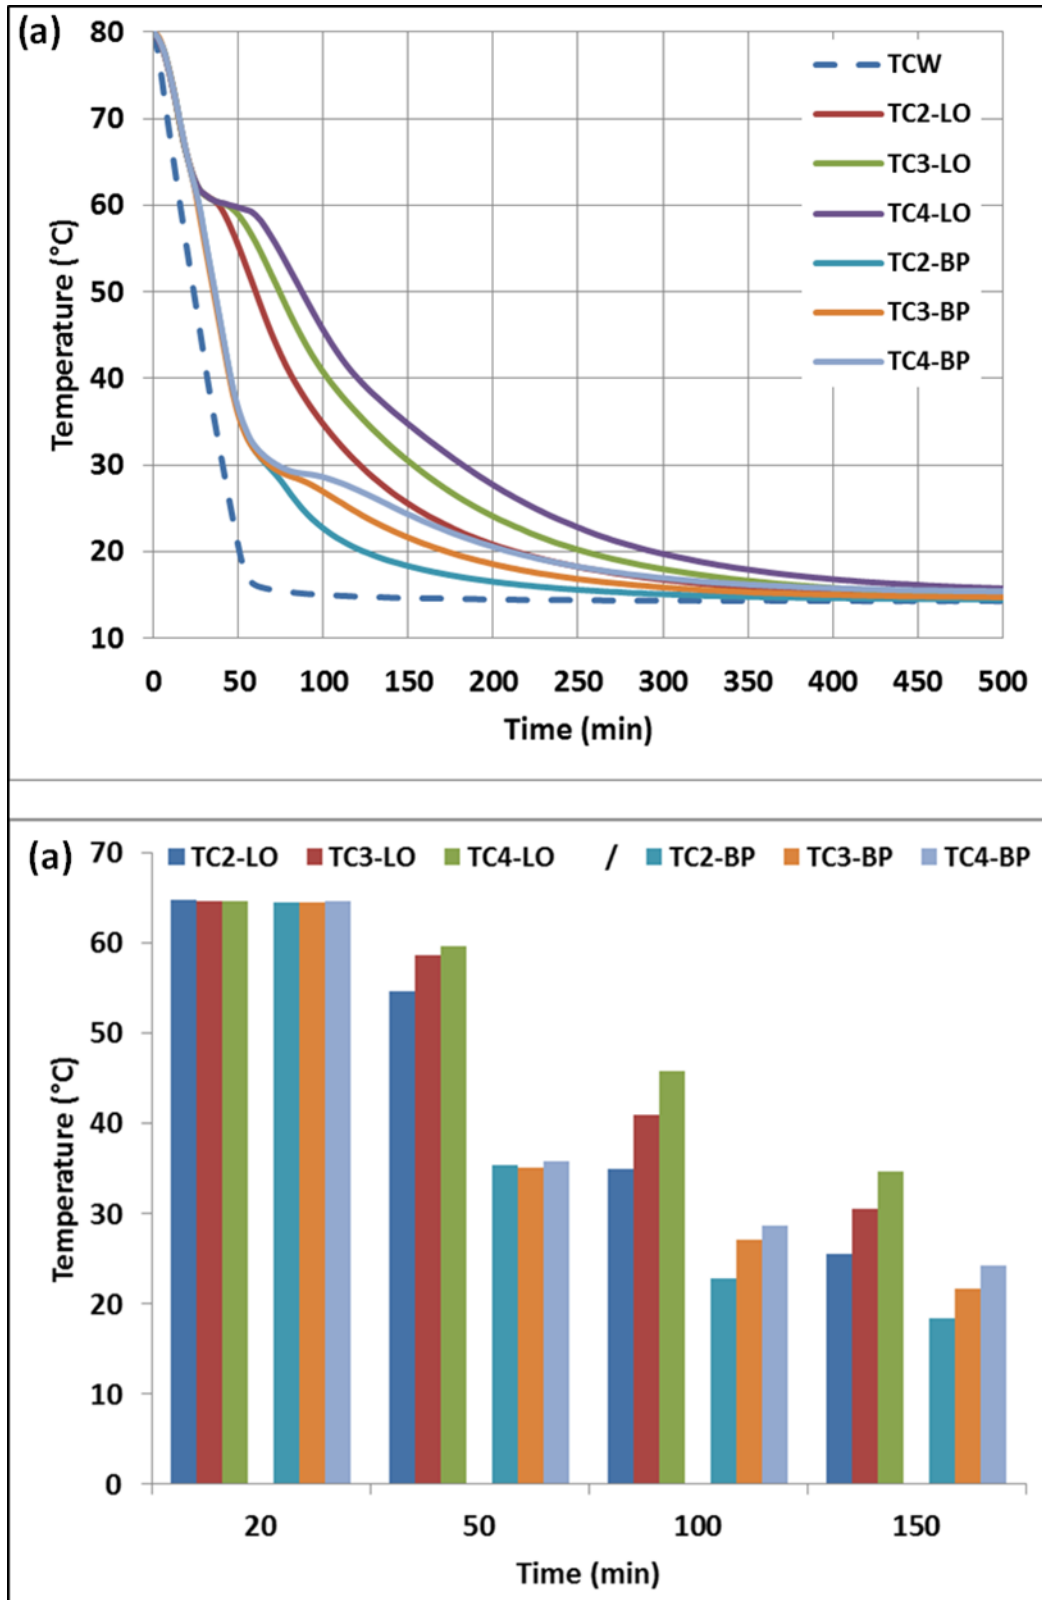 (a)
80
70
60
50
40
30
20
10
Temperature (°C)
TCW
TC2-LO
TC3-LO
TC4-LO
TC2-BP
TC3-BP
TC4-BP
0 50 100 150 200 250 300 350 400 450 500
Time (min)
(a)
TC2-LO TC3-LO TC4-LO / TC2-BP TC3-BP TC4-BP
70
60
50
40
30
20
10
0
Temperature (°C)
20 50 100 150
Time (min)